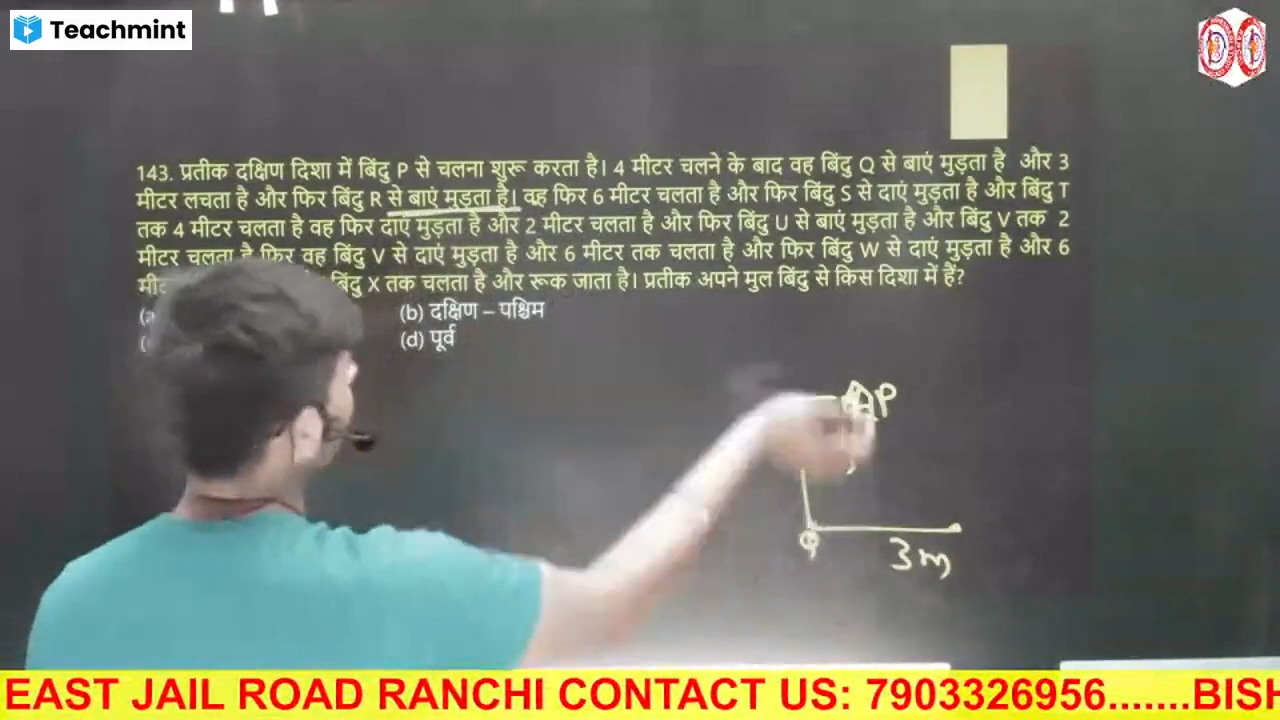 Teachmint
143. प्रतीक दक्षिण दिशा में बिंदु P से चलना शुरू करता है। 4 मीटर चलने के बाद वह बिंदु Q से बाएं मुड़ता है और 3
मीटर लचता है और फिर बिंदु R से बाएं मुड़ता है। वह फिर 6 मीटर चलता है और फिर बिंदु S से दाएं मुड़ता है और बिंदु T
तक 4 मीटर चलता है वह फिर दाएं मुड़ता है और 2 मीटर चलता है और फिर बिंदु U से बाएं मुड़ता है और बिंदु V तक 2
मीटर चलता है फिर वह बिंदु V से दाएं मुड़ता है और 6 मीटर तक चलता है और फिर बिंदु W से दाएं मुड़ता है और 6
बिंदु X तक चलता है और रूक जाता है। प्रतीक अपने मुल बिंदु से किस दिशा में हैं?
(b) दक्षिण – पश्चिम
(d) पूर्व
P
3m
EAST JAIL ROAD RANCHI CONTACT US: 7903326956.......BISH